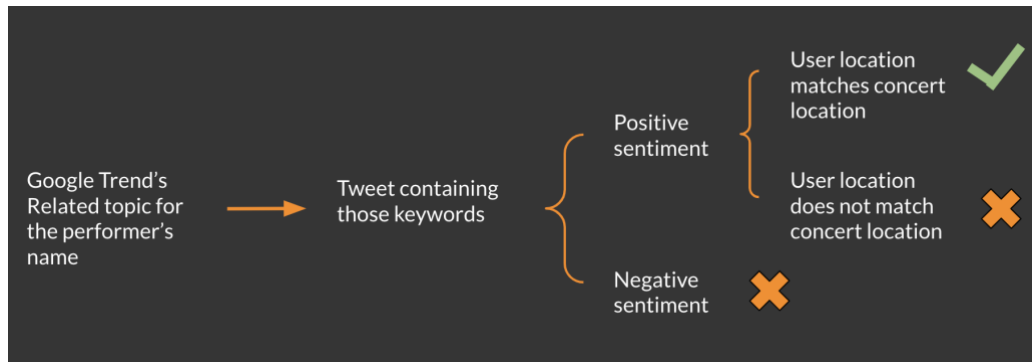 Google Trend's
Related topic for
the performer's
name
Tweet containing
those keywords
Positive
sentiment
User location
matches concert
location
User location
does not match
concert location
Negative
sentiment